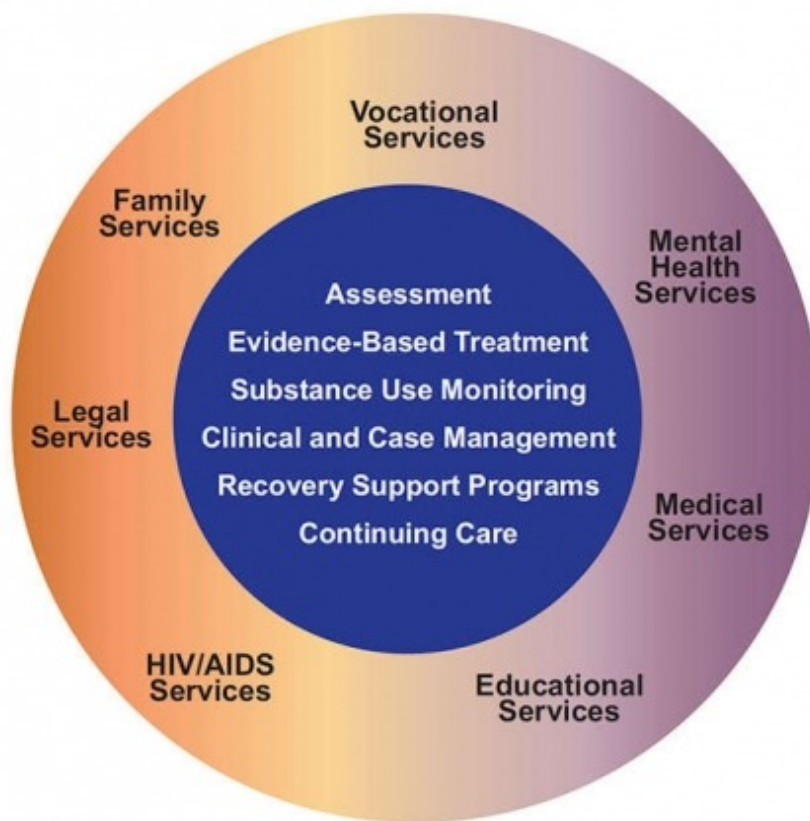 Vocational
Services
Family
Services
Mental
Health
Services
Assessment
Evidence-Based Treatment
Substance Use Monitoring
Clinical and Case Management
Recovery Support Programs
Continuing Care
Legal
Services
Medical
Services
HIV/AIDS
Services
Educational
Services